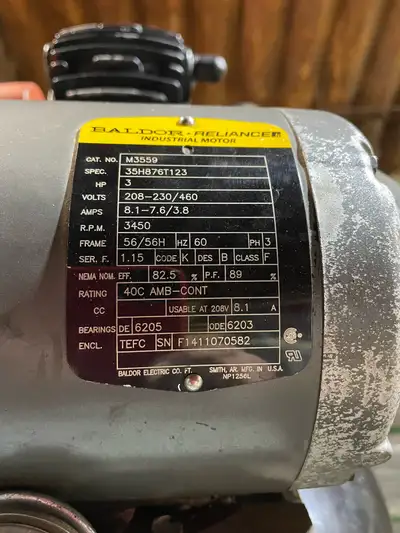 BALDOR • RELIANCE
INDUSTRIAL MOTOR
CAT. NO. M3559
SPEC. 35H876T123
HP 3
VOLTS 208-230/460
AMPS 8.1-7.6/3.8
R.P.M. 3450
FRAME 56/56H HZ 60 PH 3
SER. F. 1.15 CODE K DES B CLASS F
NEMA NOM. EFF. 82.5 % P.F. 89 %
RATING 40C AMB-CONT
CC USABLE AT 208V 8.1 A
BEARINGS DE 6205 ODE 6203
ENCL. TEFC SN F1411070582
BALDOR ELECTRIC CO. FT. SMITH, AR. MFG. IN U.S.A.
NP1256L